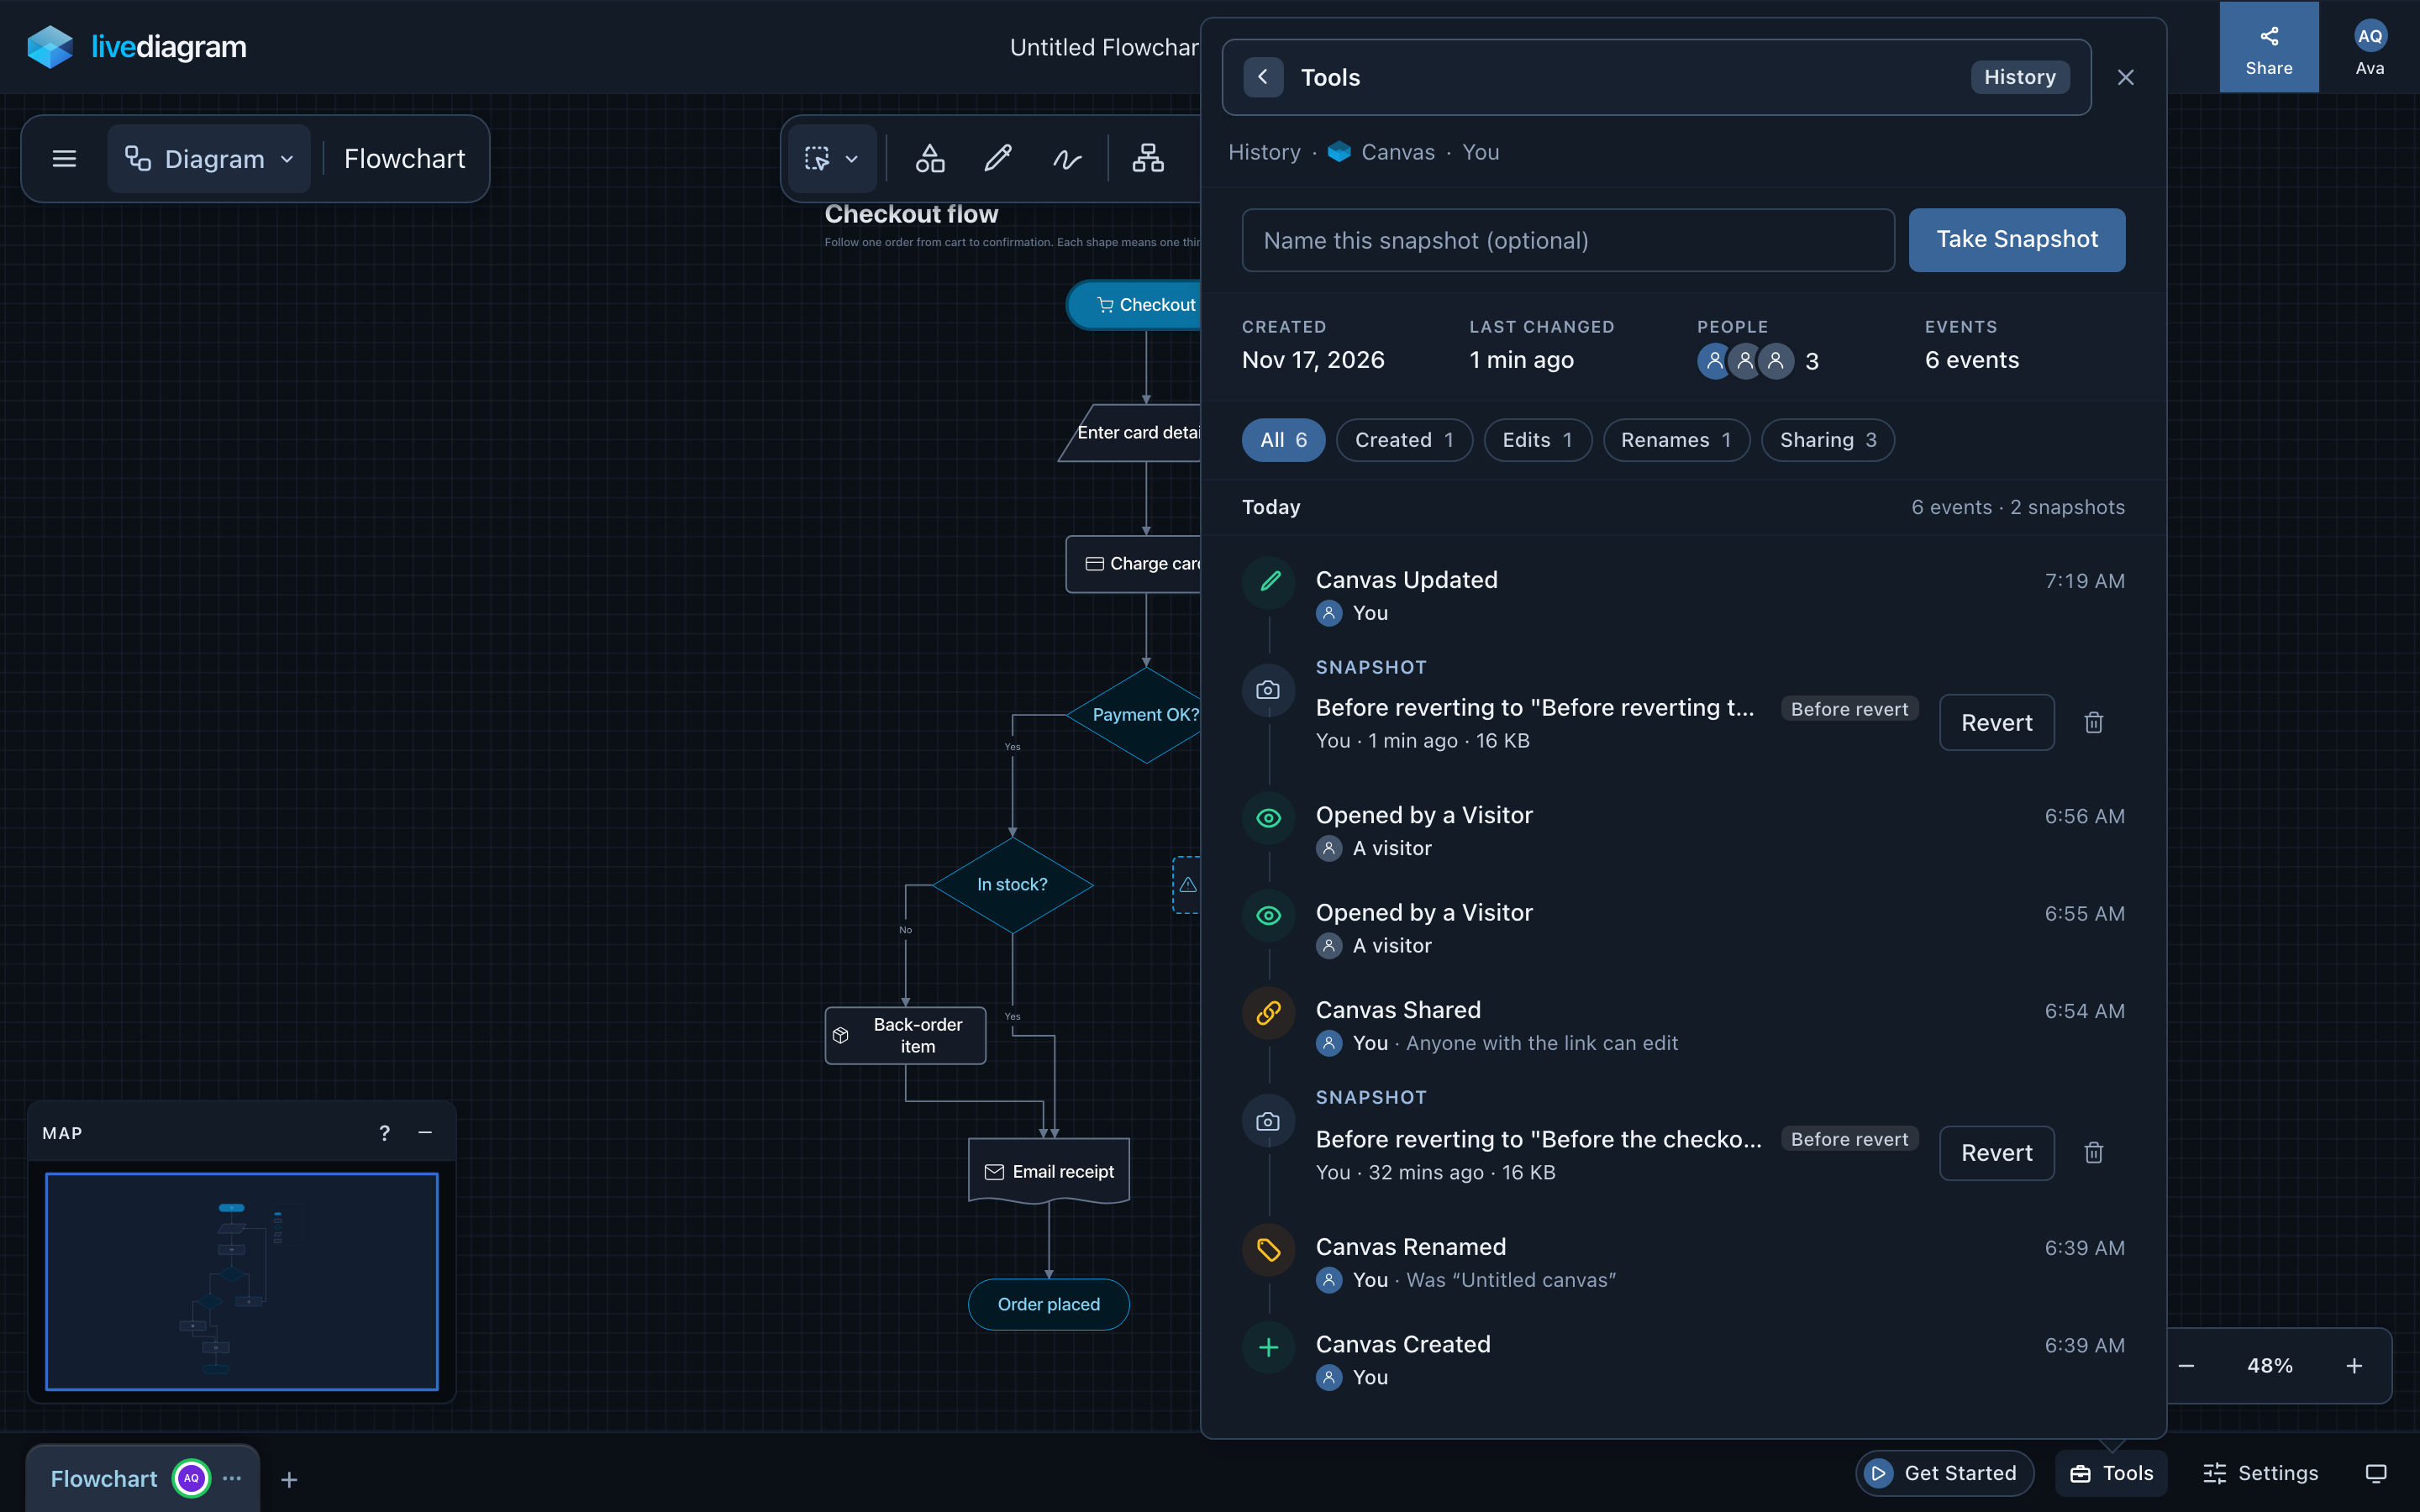 livediagram
Untitled Flowchar
Share
AQ
Ava
Diagram
Flowchart
Checkout flow
Follow one order from cart to confirmation. Each shape means one thin
Checkout
Enter card detai
Charge card
Payment OK?
Yes
In stock?
No
Yes
Back-order
item
Email receipt
Order placed
MAP
?
Tools
History
History · Canvas · You
Name this snapshot (optional)
Take Snapshot
CREATED
Nov 17, 2026
LAST CHANGED
1 min ago
PEOPLE
3
EVENTS
6 events
All 6
Created 1
Edits 1
Renames 1
Sharing 3
Today
6 events · 2 snapshots
Canvas Updated
7:19 AM
You
SNAPSHOT
Before reverting to "Before reverting t...
Before revert
Revert
You · 1 min ago · 16 KB
Opened by a Visitor
6:56 AM
A visitor
Opened by a Visitor
6:55 AM
A visitor
Canvas Shared
6:54 AM
You · Anyone with the link can edit
SNAPSHOT
Before reverting to "Before the checko...
Before revert
Revert
You · 32 mins ago · 16 KB
Canvas Renamed
6:39 AM
You · Was “Untitled canvas”
Canvas Created
6:39 AM
You
48%
Flowchart
AQ
Get Started
Tools
Settings